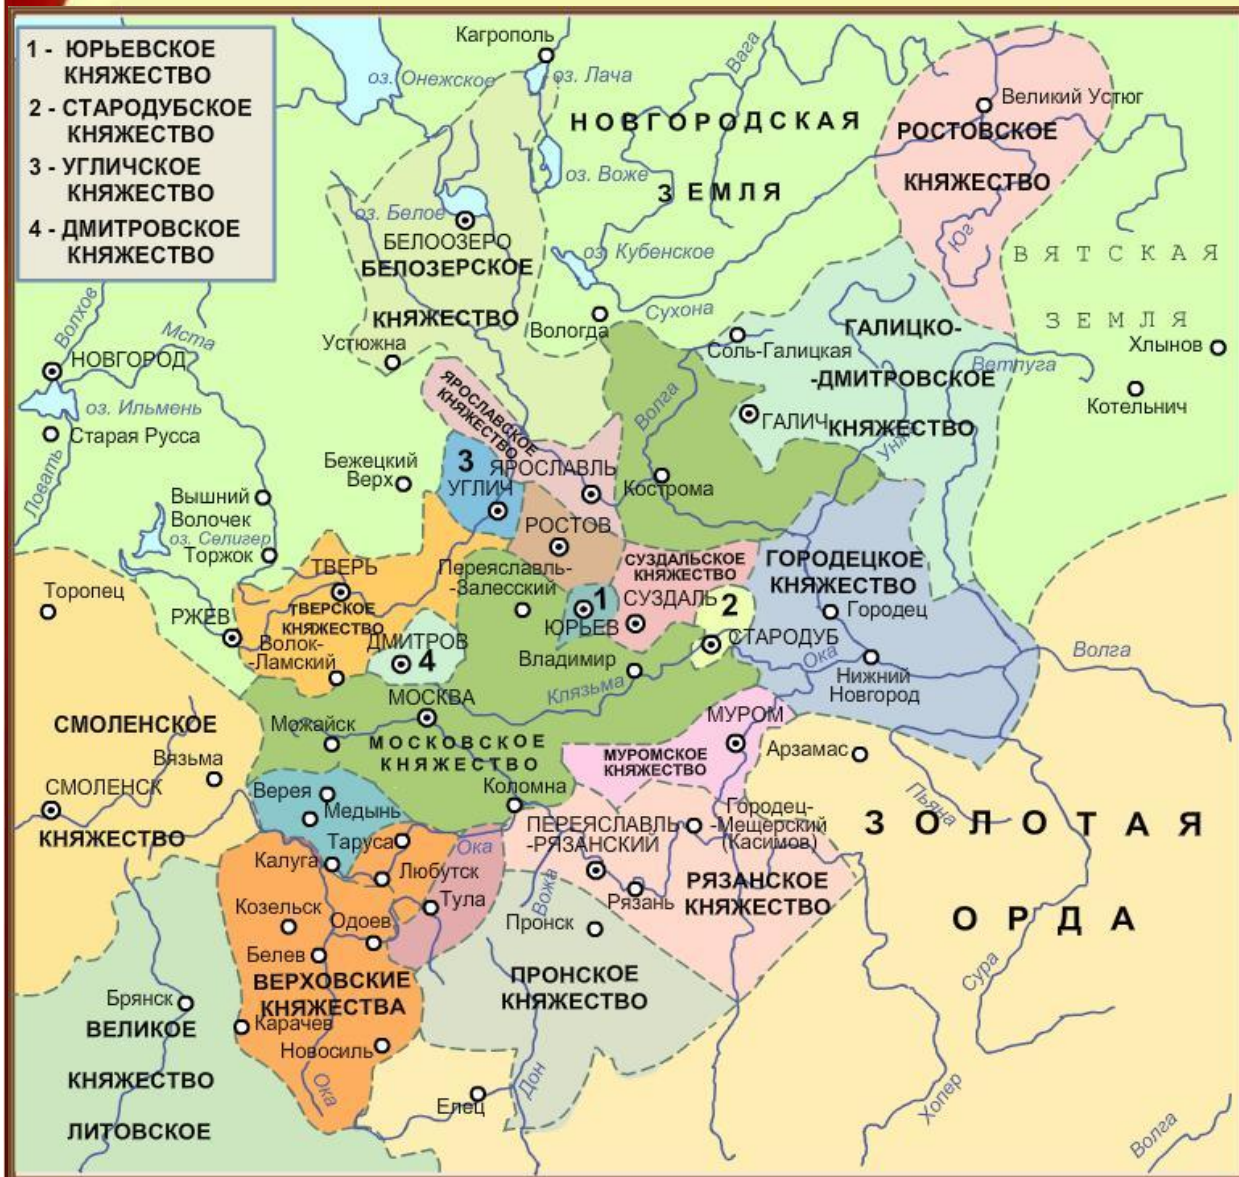 1 - ЮРЬЕВСКОЕ
КНЯЖЕСТВО
2 - СТАРОДУБСКОЕ
КНЯЖЕСТВО
3 - УГЛИЧСКОЕ
КНЯЖЕСТВО
4 - ДМИТРОВСКОЕ
КНЯЖЕСТВО
Кагрополь
оз. Онежское
оз. Лача
Вага
НОВГОРОДСКАЯ
ЗЕМЛЯ
Великий Устюг
РОСТОВСКОЕ
КНЯЖЕСТВО
Юг
оз. Воже
оз. Белое
БЕЛООЗЕРО
БЕЛОЗЕРСКОЕ
КНЯЖЕСТВО
оз. Кубенское
ВЯТСКАЯ
ЗЕМЛЯ
Хлынов
Котельнич
Ветлуга
Волхов
Мста
НОВГОРОД
оз. Ильмень
Старая Русса
Ловать
Устюжна
Вологда
Сухона
Соль-Галицкая
ГАЛИЦКО-
-ДМИТРОВСКОЕ
КНЯЖЕСТВО
ГАЛИЧ
Унжа
Волга
Кострома
ЯРОСЛАВСКОЕ
КНЯЖЕСТВО
ЯРОСЛАВЛЬ
3
УГЛИЧ
Бежецкий
Верх
Вышний
Волочек
оз. Селигер
Торжок
РОСТОВ
Торопец
РЖЕВ
ТВЕРЬ
ТВЕРСКОЕ
КНЯЖЕСТВО
Волок-
-Ламский
ДМИТРОВ
4
Переяславль-
-Залесский
1
ЮРЬЕВ
СУЗДАЛЬСКОЕ
КНЯЖЕСТВО
СУЗДАЛЬ
2
СТАРОДУБ
ГОРОДЕЦКОЕ
КНЯЖЕСТВО
Городец
Ока
Нижний
Новгород
Волга
Владимир
Клязьма
МОСКВА
Можайск
МОСКОВСКОЕ
КНЯЖЕСТВО
Коломна
МУРОМ
МУРОМСКОЕ
КНЯЖЕСТВО
Арзамас
Пьяна
СМОЛЕНСКОЕ
Вязьма
СМОЛЕНСК
КНЯЖЕСТВО
Верея
Медынь
Таруса
Калуга
Любутск
Ока
Тула
Козельск
Одоев
Белев
ВЕРХОВСКИЕ
КНЯЖЕСТВА
Карачев
Новосиль
Ока
ПЕРЕЯСЛАВЛЬ
-РЯЗАНСКИЙ
Городец-
-Мещерский
(Касимов)
Вожа
Рязань
РЯЗАНСКОЕ
КНЯЖЕСТВО
Пронск
ПРОНСКОЕ
КНЯЖЕСТВО
ЗОЛОТАЯ
ОРДА
Сура
Хопер
Волга
Брянск
ВЕЛИКОЕ
КНЯЖЕСТВО
ЛИТОВСКОЕ
Елец
Дон